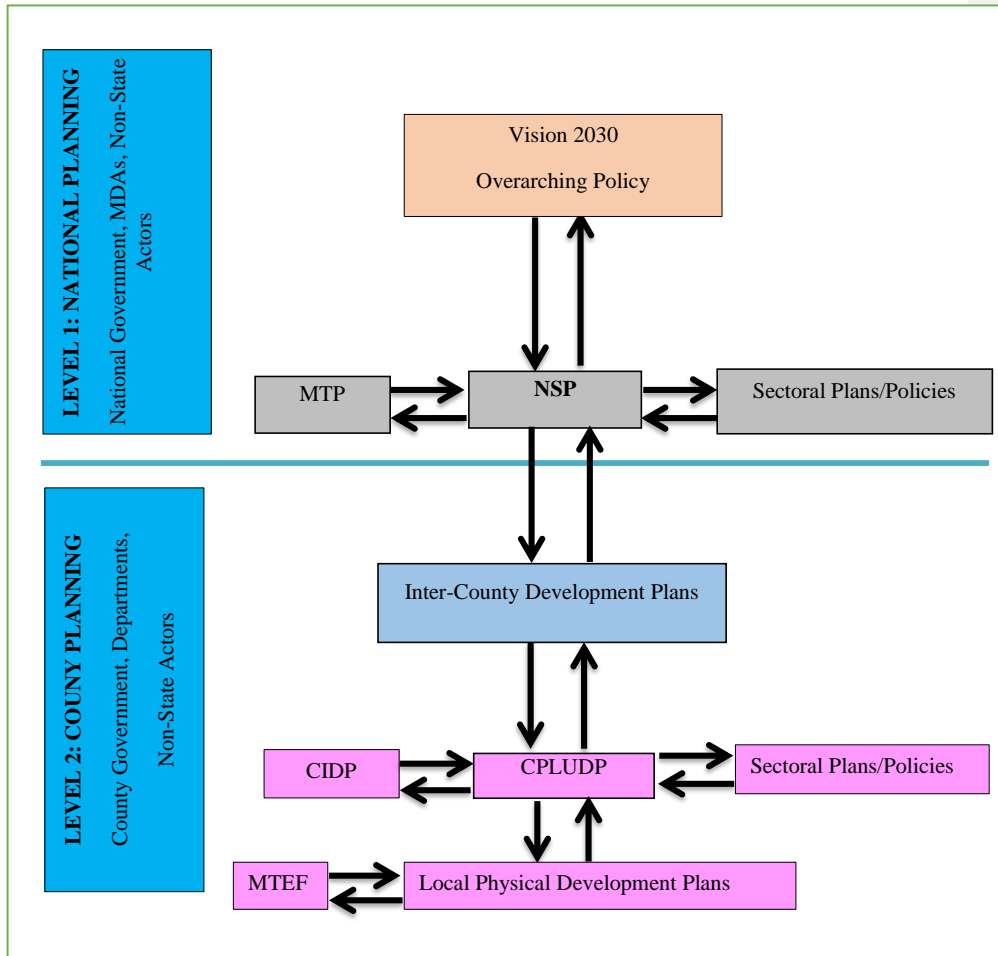 LEVEL 1: NATIONAL PLANNING
National Government, MDAs, Non-State
Actors
Vision 2030
Overarching Policy
MTP
NSP
Sectoral Plans/Policies
LEVEL 2: COUNY PLANNING
County Government, Departments,
Non-State Actors
Inter-County Development Plans
CIDP
CPLUDP
Sectoral Plans/Policies
MTEF
Local Physical Development Plans